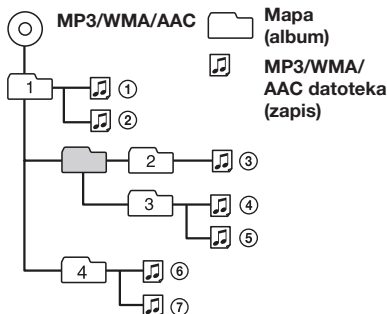 MP3/WMA/AAC
Mapa
(album)
MP3/WMA/
AAC datoteka
(zapis)
1
①
②
2
③
3
④
⑤
4
⑥
⑦